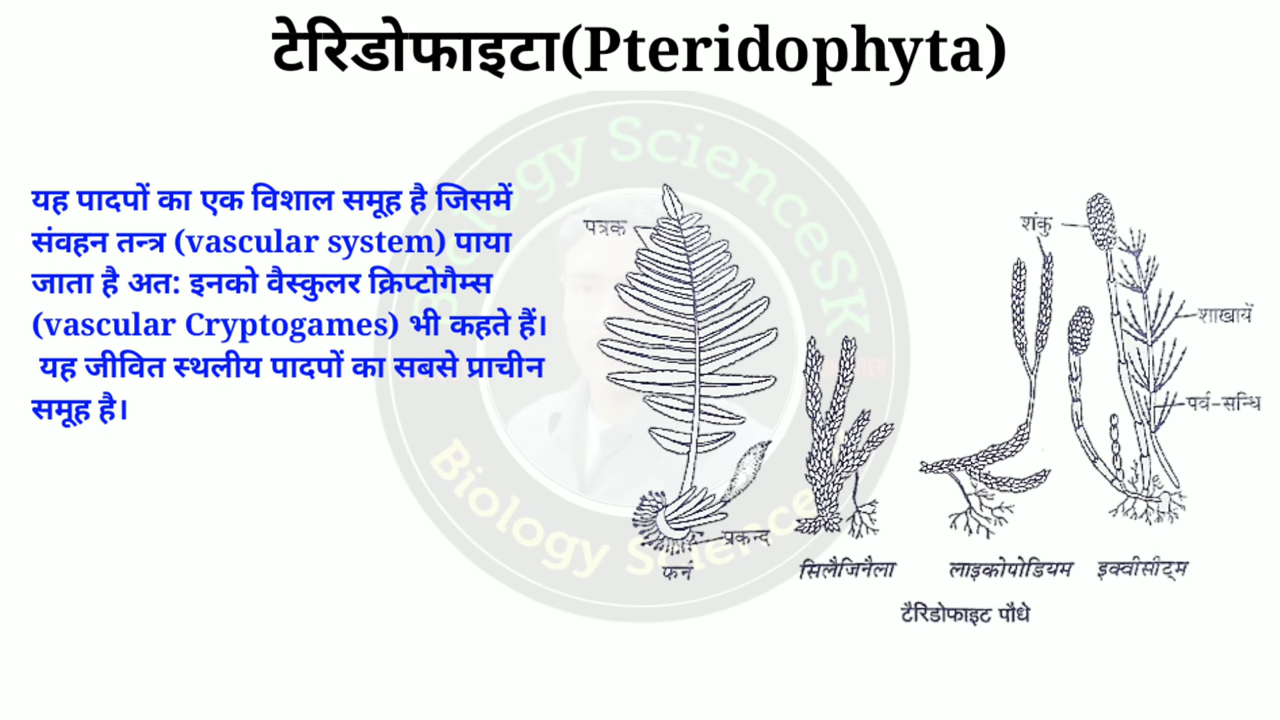 टेरिडोफाइटा(Pteridophyta)
यह पादपों का एक विशाल समूह है जिसमें
संवहन तन्त्र (vascular system) पाया
जाता है अत: इनको वैस्कुलर क्रिप्टोगैम्स
(vascular Cryptogames) भी कहते हैं।
यह जीवित स्थलीय पादपों का सबसे प्राचीन
समूह है।
पत्रक
शंकु
शाखायें
पर्व-सन्धि
प्रकन्द
फर्न
सिलैजिनैला
लाइकोपोडियम
इक्वीसीट्म
टैरिडोफाइट पौधे
Biology ScienceSK
Biology Science